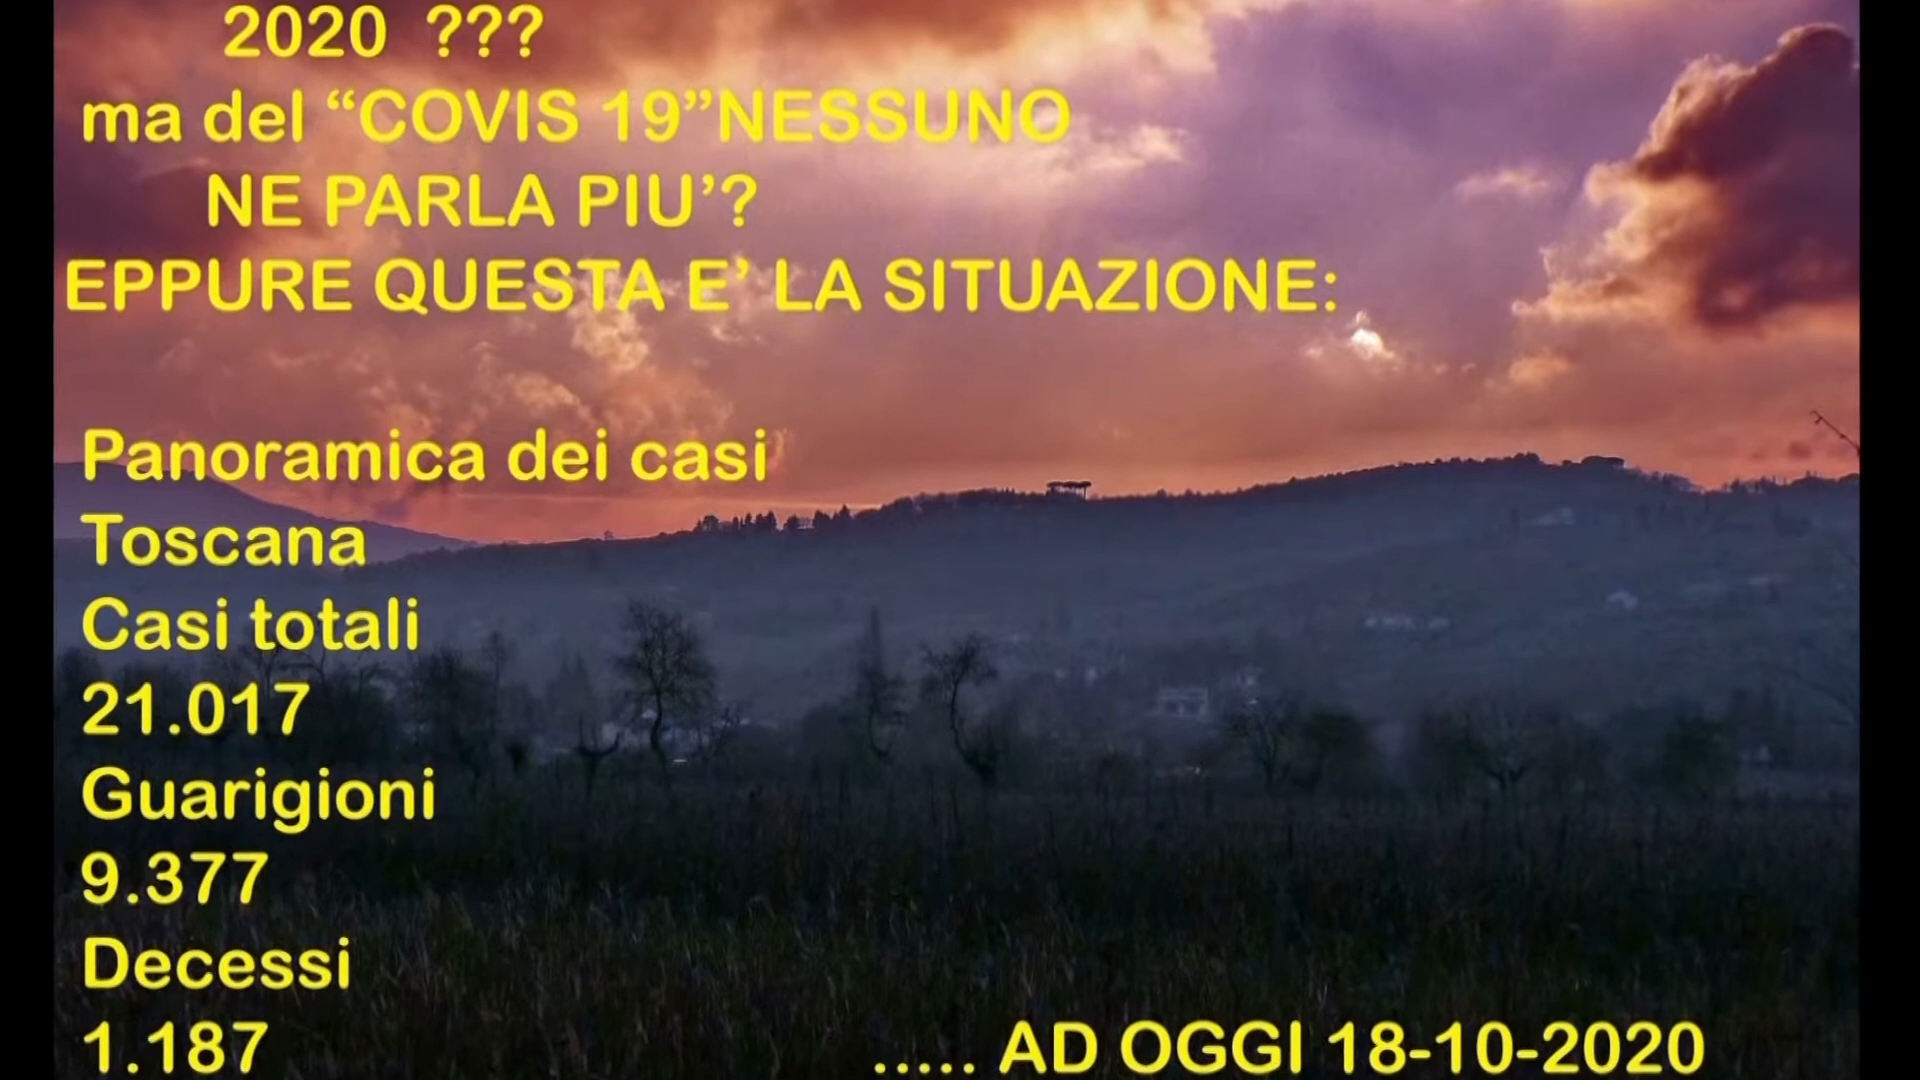 2020 ???
ma del “COVIS 19”NESSUNO
NE PARLA PIU’?
EPPURE QUESTA E’ LA SITUAZIONE:
Panoramica dei casi
Toscana
Casi totali
21.017
Guarigioni
9.377
Decessi
1.187
..... AD OGGI 18-10-2020